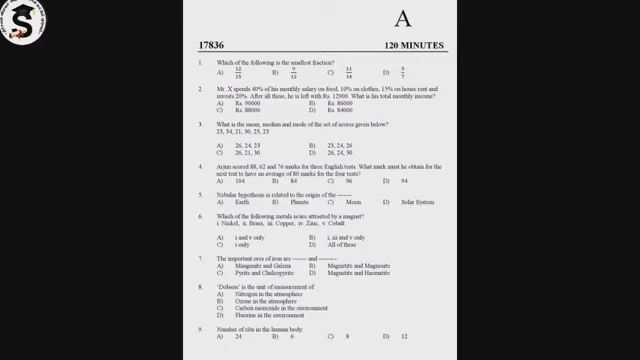 A
17836 120 MINUTES
1. Which of the following is the smallest fraction?
A) 12/15 B) 9/12 C) 11/14 D) 5/7
2. Mr. X spends 40% of his monthly salary on food, 10% on clothes, 15% on house rent and
invests 20%. After all these, he is left with Rs. 12900. What is his total monthly income?
A) Rs. 90000 B) Rs. 86000
C) Rs. 88000 D) Rs. 84000
3. What is the mean, median and mode of the set of scores given below?
23, 34, 21, 30, 25, 23
A) 26, 24, 23 B) 23, 24, 26
C) 26, 21, 30 D) 26, 24, 30
4. Arjun scored 88, 62 and 76 marks for three English tests. What mark must he obtain for the
next test to have an average of 80 marks for the four tests?
A) 104 B) 84 C) 96 D) 94
5. Nebular hypothesis is related to the origin of the -------
A) Earth B) Planets C) Moon D) Solar System
6. Which of the following metals is/are attracted by a magnet?
i. Nickel, ii. Brass, iii. Copper, iv. Zinc, v. Cobalt
A) i and v only B) i, iii and v only
C) i only D) All of these
7. The important ores of iron are ------- and ---------
A) Manganite and Galena B) Magnetite and Magnesite
C) Pyrite and Chalcopyrite D) Magnetite and Haematite
8. 'Dobson' is the unit of measurement of
A) Nitrogen in the atmosphere
B) Ozone in the atmosphere
C) Carbon monoxide in the environment
D) Fluorine in the environment
9. Number of ribs in the human body:
A) 24 B) 6 C) 8 D) 12